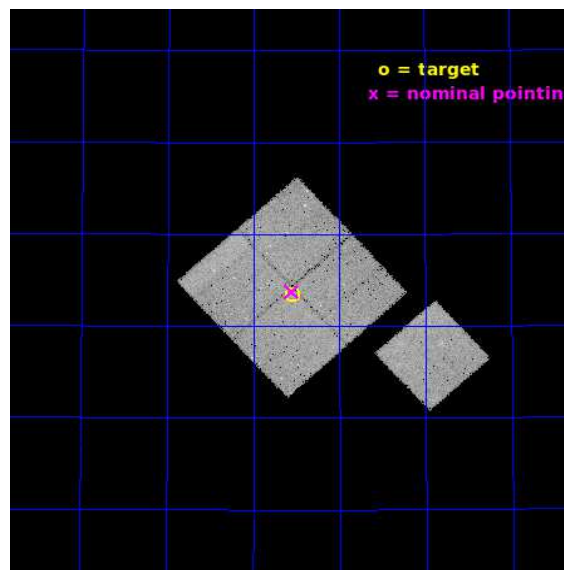 o = target
x = nominal pointin